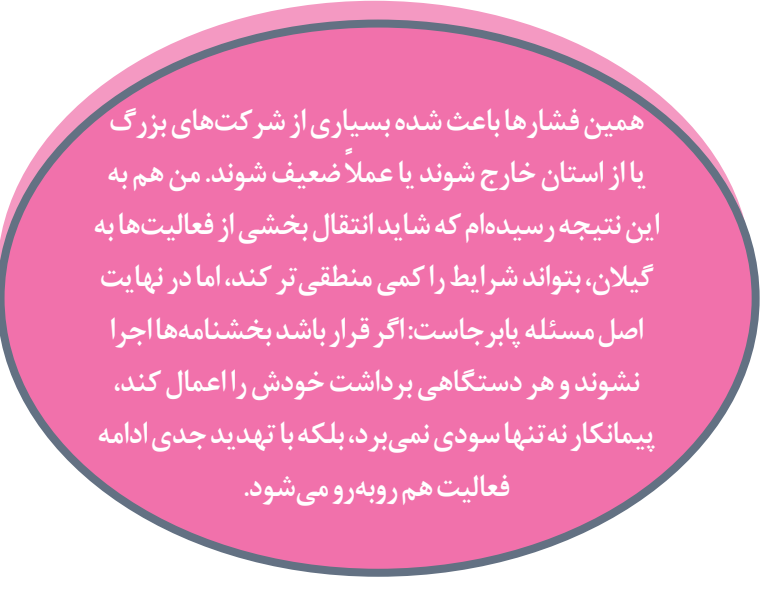 همین فشارها باعث شده بسیاری از شرکت‌های بزرگ
یا از استان خارج شوند یا عملاً ضعیف شوند. من هم به
این نتیجه رسیده‌ام که شاید انتقال بخشی از فعالیت‌ها به
گیلان، بتواند شرایط را کمی منطقی‌تر کند، اما در نهایت
اصل مسئله پابرجاست: اگر قرار باشد بخشنامه‌ها اجرا
نشوند و هر دستگاهی برداشت خودش را اعمال کند،
پیمانکار نه‌تنها سودی نمی‌برد، بلکه با تهدید جدی ادامه
فعالیت هم روبه‌رو می‌شود.